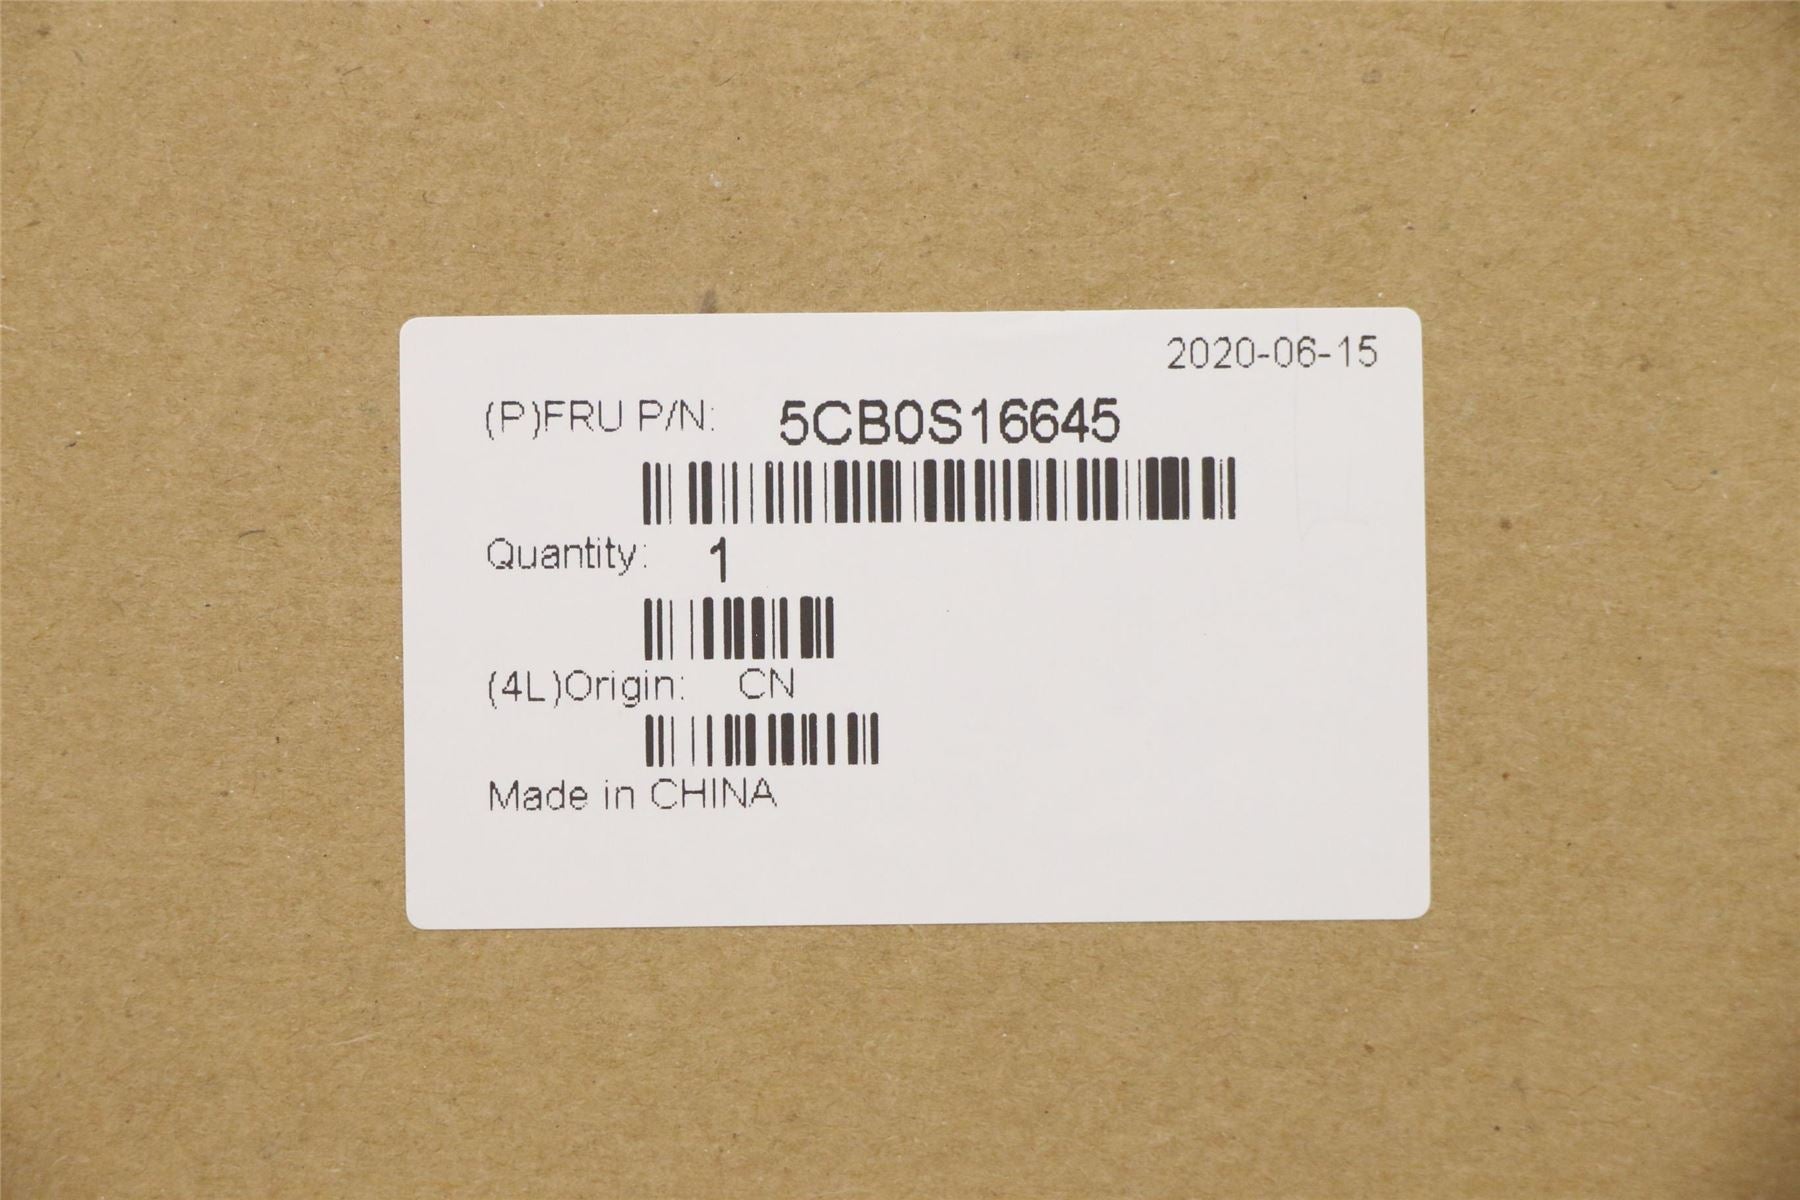 2020-06-15
(P)FRU P/N: 5CB0S16645
Quantity: 1
(4L)Origin: CN
Made in CHINA